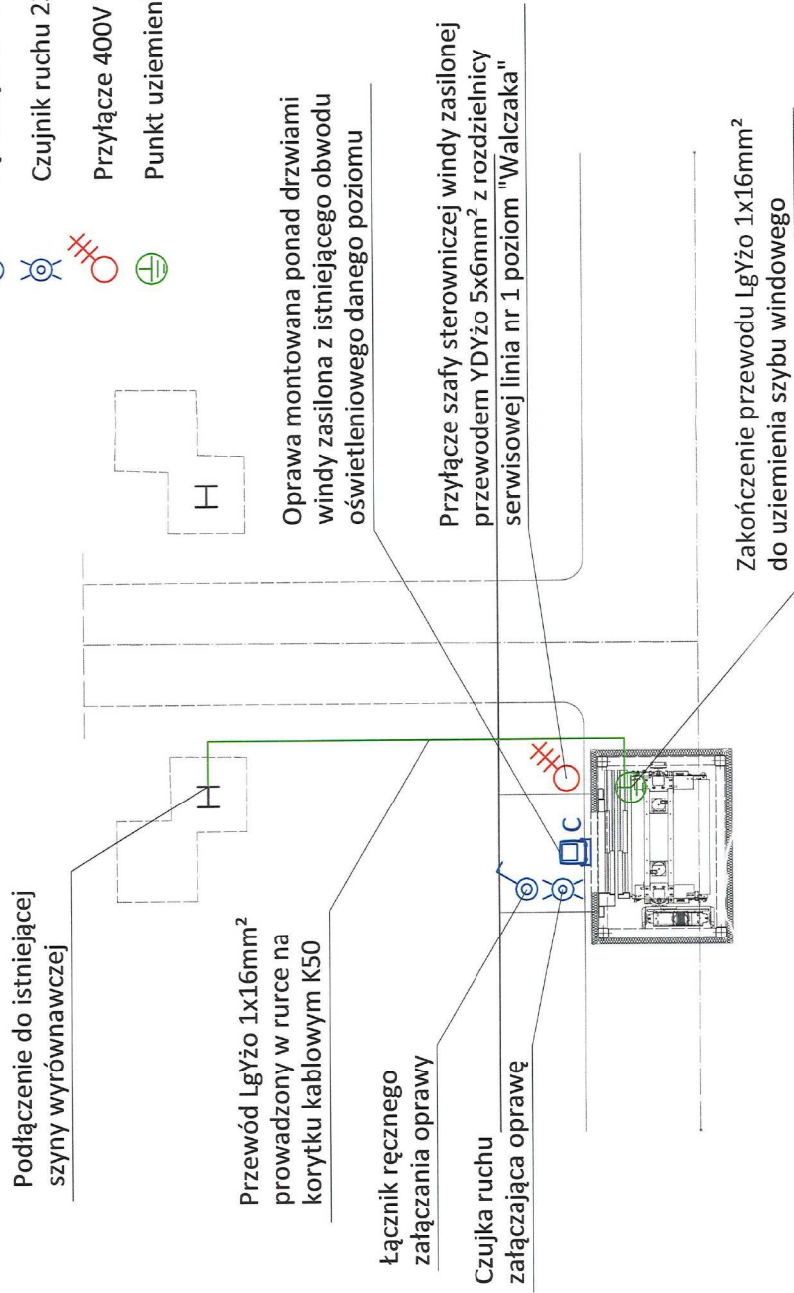 Czujnik ruchu
Przyłącze 400V
Punkt
Podłączenie do istniejącej
szyny wyrównawczej
H
H
Oprawa montowana ponad drzwiami
windy zasilona z istniejącego obwodu
oświetleniowego danego poziomu
Przewód LgYżo 1x16mm²
prowadzony w rurce na
korytku kablowym K50
Przyłącze szafy sterowniczej windy zasilonej
przewodem YDYżo 5x6mm² z rozdzielnicy
serwisowej linia nr 1 poziom "Walczaka"
Łącznik ręcznego
załączania oprawy
C
Czujka ruchu
załączająca oprawę
Zakończenie przewodu LgYżo 1x16mm²
do uziemienia szybu windowego